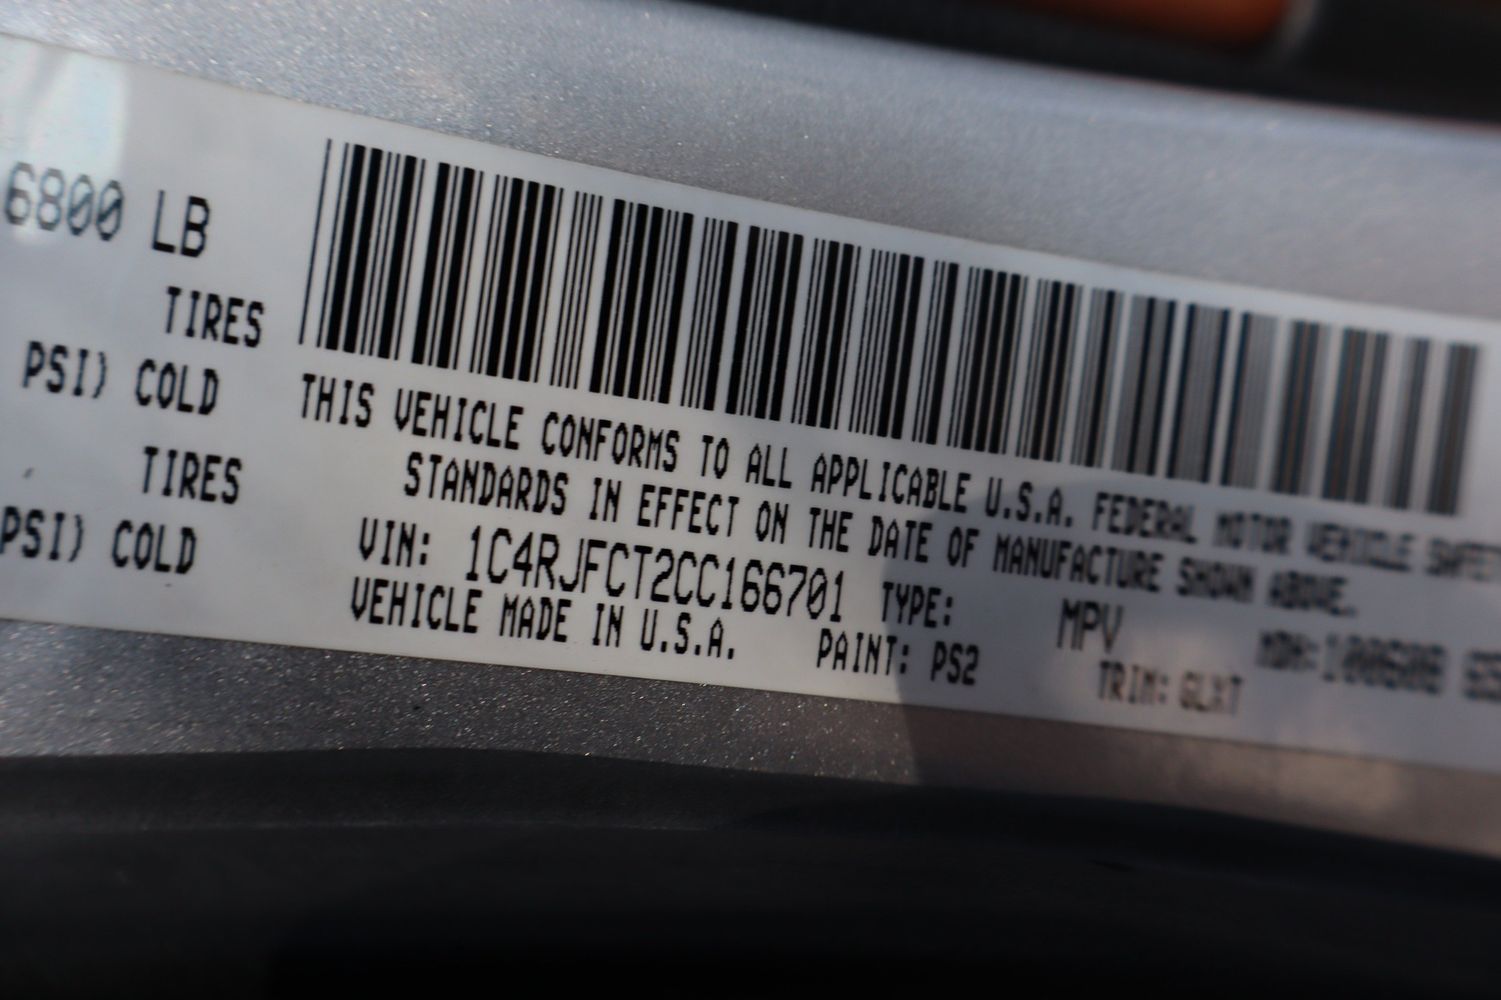 6800 LB
TIRES
PSI) COLD
TIRES
PSI) COLD
THIS VEHICLE CONFORMS TO ALL APPLICABLE U.S.A. FEDERAL MOTOR VEHICLE SAFETY
STANDARDS IN EFFECT ON THE DATE OF MANUFACTURE SHOWN ABOVE.
VIN: 1C4RJFCT2CC166701 TYPE: MPV
VEHICLE MADE IN U.S.A. PAINT: PS2 TRIM: GLXT